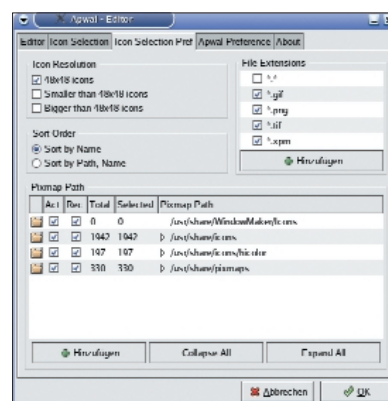 Apwal - Editor
Editor Icon Selection Icon Selection Pref Apwal Preference About
Icon Resolution
48x48 icons
Smaller than 48x48 icons
Bigger than 48x48 icons
Sort Order
Sort by Name
Sort by Path, Name
File Extensions
*.*
*.gif
*.png
*.tif
*.xpm
Hinzufügen
Pixmap Path
Act Rec Total Selected Pixmap Path
0 0 /usr/share/WindowMaker/Icons
1942 1942 /usr/share/icons
197 197 /usr/share/icons/hicolor
330 330 /usr/share/pixmaps
Hinzufügen Collapse All Expand All
Abbrechen OK